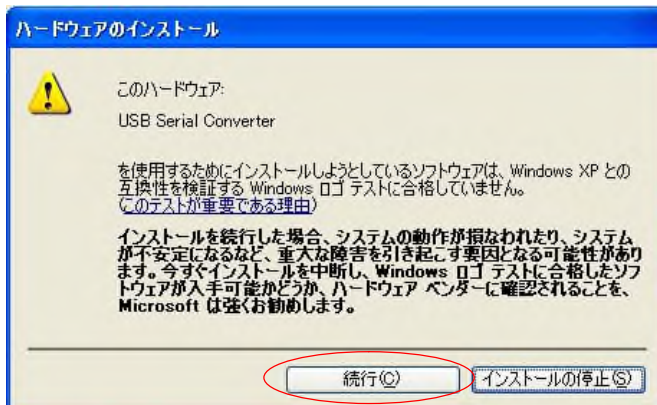 ハードウェアのインストール
このハードウェア:
USB Serial Converter
を使用するためにインストールしようとしているソフトウェアは、Windows XP との
互換性を検証する Windows ロゴ テストに合格していません。
(このテストが重要である理由)
インストールを続行した場合、システムの動作が損なわれたり、システム
が不安定になるなど、重大な障害を引き起こす要因となる可能性があり
ます。今すぐインストールを中断し、Windows ロゴ テストに合格したソフ
トウェアが入手可能かどうか、ハードウェア ベンダーに確認されることを、
Microsoft は強くお勧めします。
続行(C) インストールの停止(S)